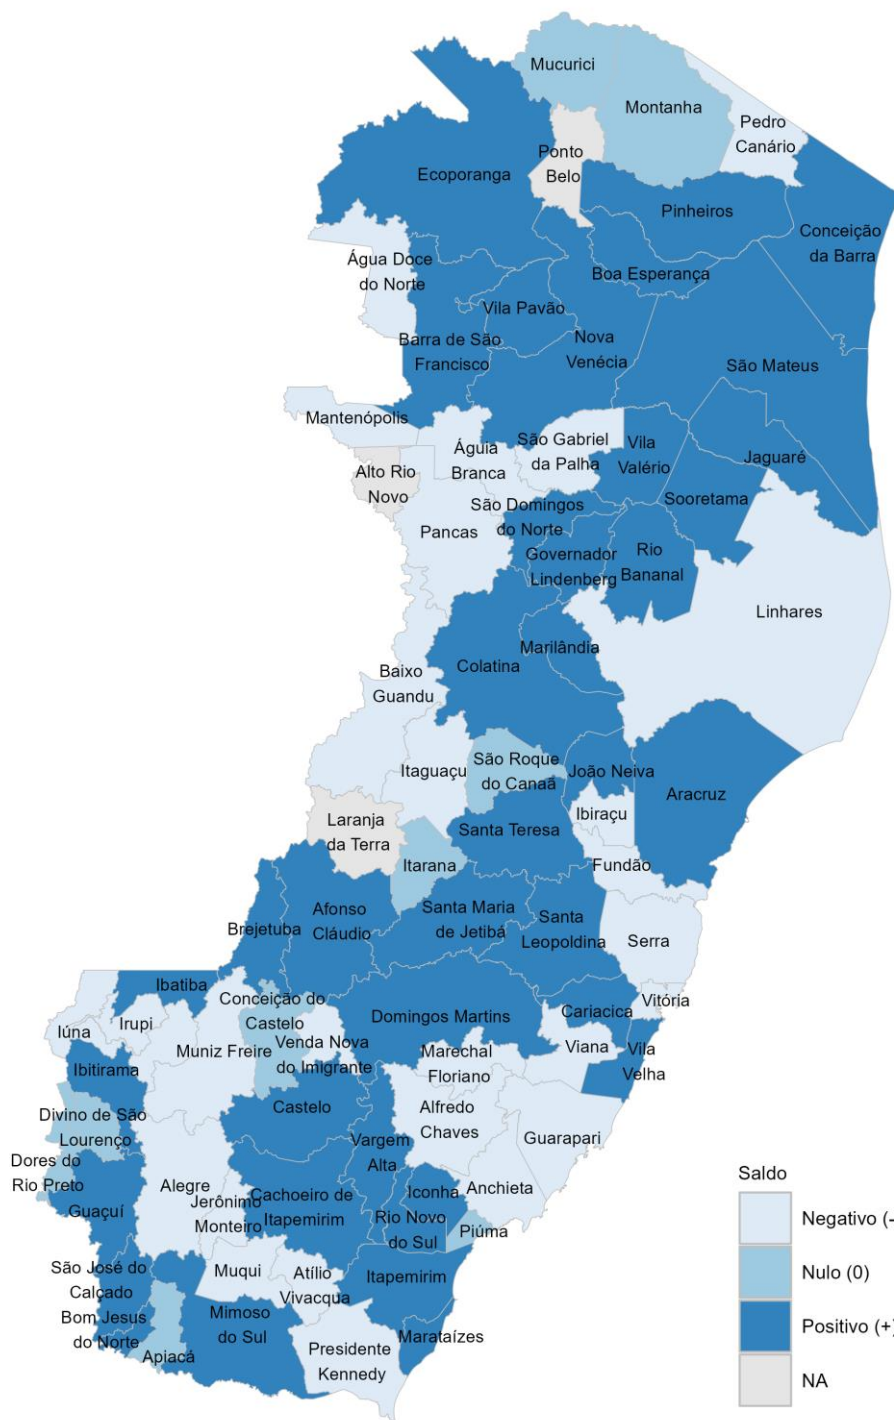 Mucurici
Montanha
Pedro
Canário
Ponto
Belo
Ecoporanga
Pinheiros
Conceição
da Barra
Água Doce
do Norte
Boa Esperança
Vila Pavão
Barra de São
Francisco
Nova
Venécia
São Mateus
Mantenópolis
Águia
Branca
São Gabriel
da Palha
Vila
Valério
Jaguaré
Alto Rio
Novo
Sooretama
São Domingos
do Norte
Pancas
Governador
Lindenberg
Rio
Bananal
Linhares
Marilândia
Colatina
Baixo
Guandu
São Roque
do Canaã
João Neiva
Itaguaçu
Aracruz
Ibiraçu
Laranja
da Terra
Santa Teresa
Itarana
Fundão
Afonso
Cláudio
Santa Maria
de Jetibá
Santa
Leopoldina
Brejetuba
Serra
Ibatiba
Conceição do
Castelo
Domingos Martins
Cariacica
Vitória
Iúna
Irupi
Muniz Freire
Venda Nova
do Imigrante
Marechal
Floriano
Viana
Vila
Velha
Ibitirama
Castelo
Alfredo
Chaves
Divino de São
Lourenço
Guarapari
Vargem
Alta
Dores do
Rio Preto
Alegre
Jerônimo
Monteiro
Cachoeiro de
Itapemirim
Iconha
Anchieta
Guaçuí
Rio Novo
do Sul
Piúma
São José do
Calçado
Muqui
Atílio
Vivacqua
Itapemirim
Bom Jesus
do Norte
Mimoso
do Sul
Marataízes
Apiacá
Presidente
Kennedy
Saldo
Negativo (-
Nulo (0)
Positivo (+)
NA